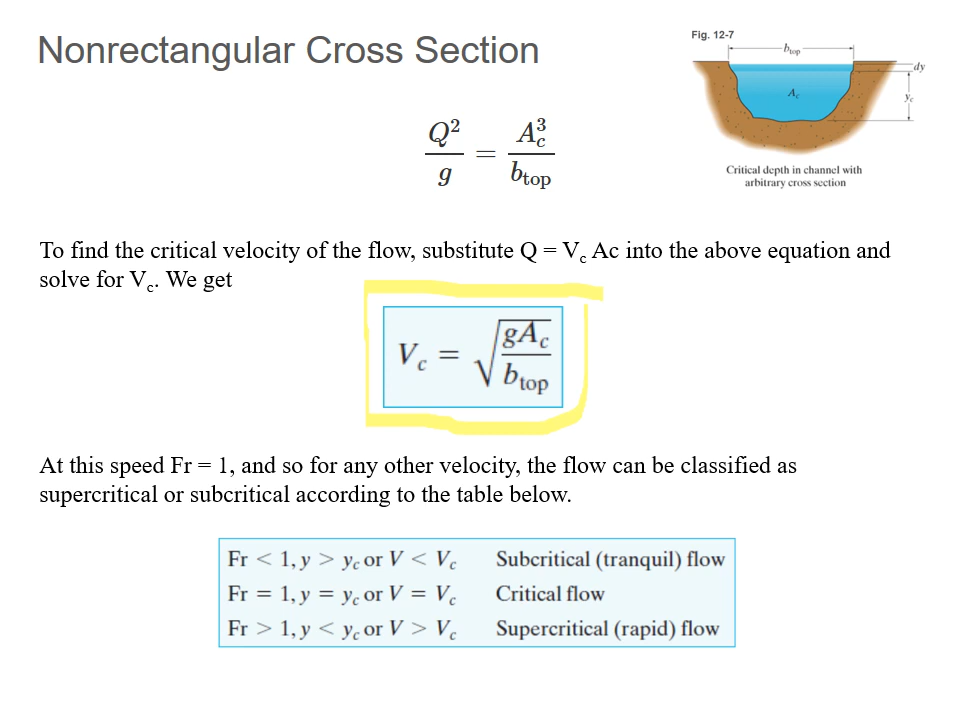 Nonrectangular Cross Section
Fig. 12-7
b_top
dy
A_c
y_c
Critical depth in channel with
arbitrary cross section
Q²/g = A_c³/b_top
To find the critical velocity of the flow, substitute Q = V_c Ac into the above equation and
solve for V_c. We get
V_c = √(gA_c/b_top)
At this speed Fr = 1, and so for any other velocity, the flow can be classified as
supercritical or subcritical according to the table below.
Fr < 1, y > y_c or V < V_c Subcritical (tranquil) flow
Fr = 1, y = y_c or V = V_c Critical flow
Fr > 1, y < y_c or V > V_c Supercritical (rapid) flow